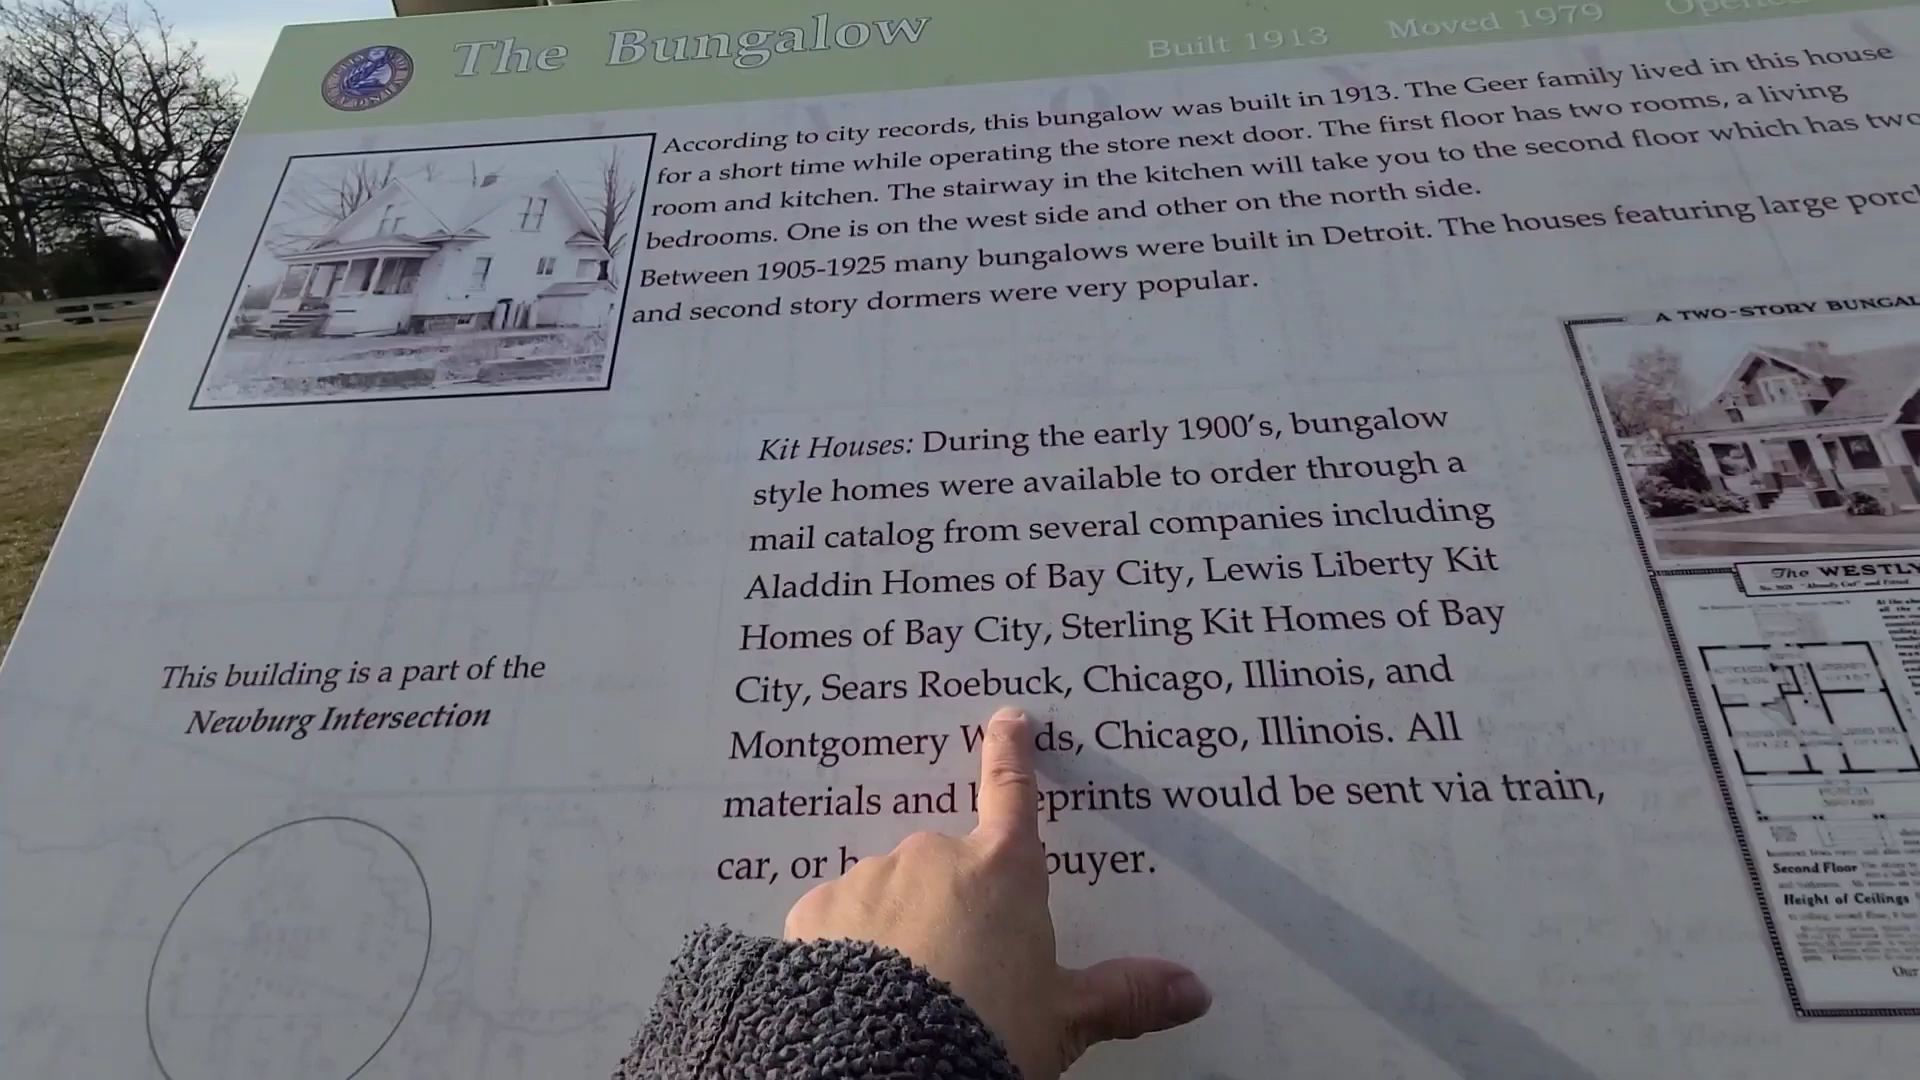 The Bungalow
Built 1913 Moved 1979
According to city records, this bungalow was built in 1913. The Geer family lived in this house
for a short time while operating the store next door. The first floor has two rooms, a living
room and kitchen. The stairway in the kitchen will take you to the second floor which has two
bedrooms. One is on the west side and other on the north side.
Between 1905-1925 many bungalows were built in Detroit. The houses featuring large porch
and second story dormers were very popular.
A TWO-STORY BUNGAL
Kit Houses: During the early 1900's, bungalow
style homes were available to order through a
mail catalog from several companies including
Aladdin Homes of Bay City, Lewis Liberty Kit
Homes of Bay City, Sterling Kit Homes of Bay
City, Sears Roebuck, Chicago, Illinois, and
Montgomery W ds, Chicago, Illinois. All
materials and eprints would be sent via train,
car, or buyer.
This building is a part of the
Newburg Intersection
The WESTLY
"Already Cut" and Fitted
Second Floor
Height of Ceilings
Our